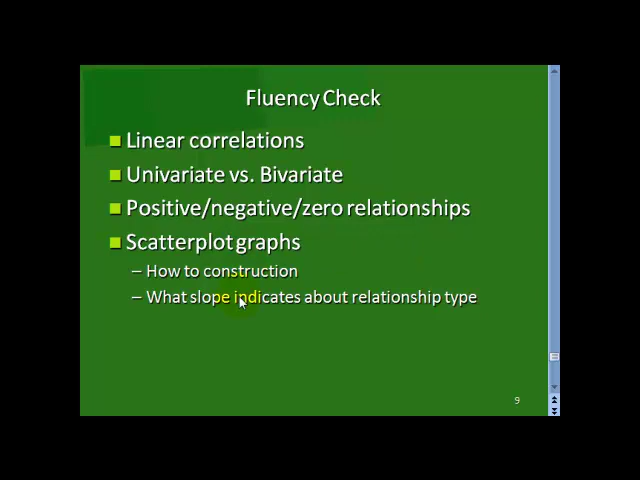 Fluency Check
Linear correlations
Univariate vs. Bivariate
Positive/negative/zero relationships
Scatterplot graphs
– How to construction
– What slope indicates about relationship type
9